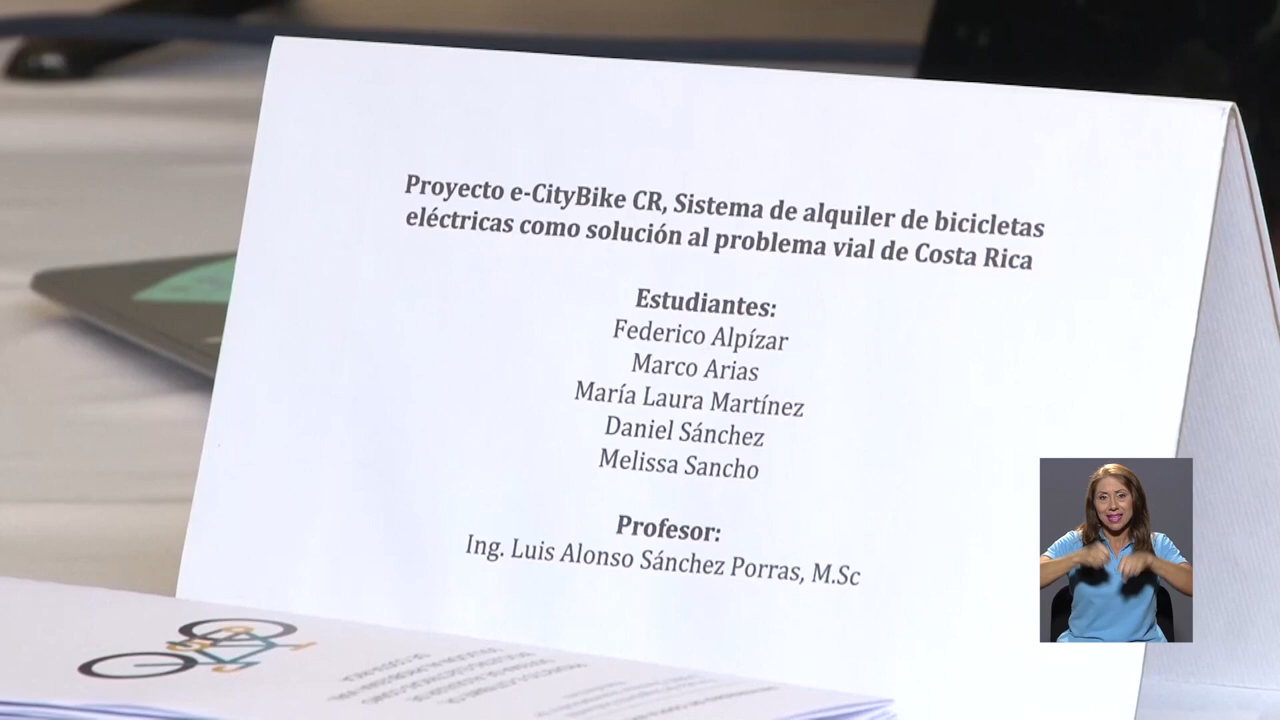 Proyecto e-CityBike CR, Sistema de alquiler de bicicletas
eléctricas como solución al problema vial de Costa Rica
Estudiantes:
Federico Alpízar
Marco Arias
María Laura Martínez
Daniel Sánchez
Melissa Sancho
Profesor:
Ing. Luis Alonso Sánchez Porras, M.Sc